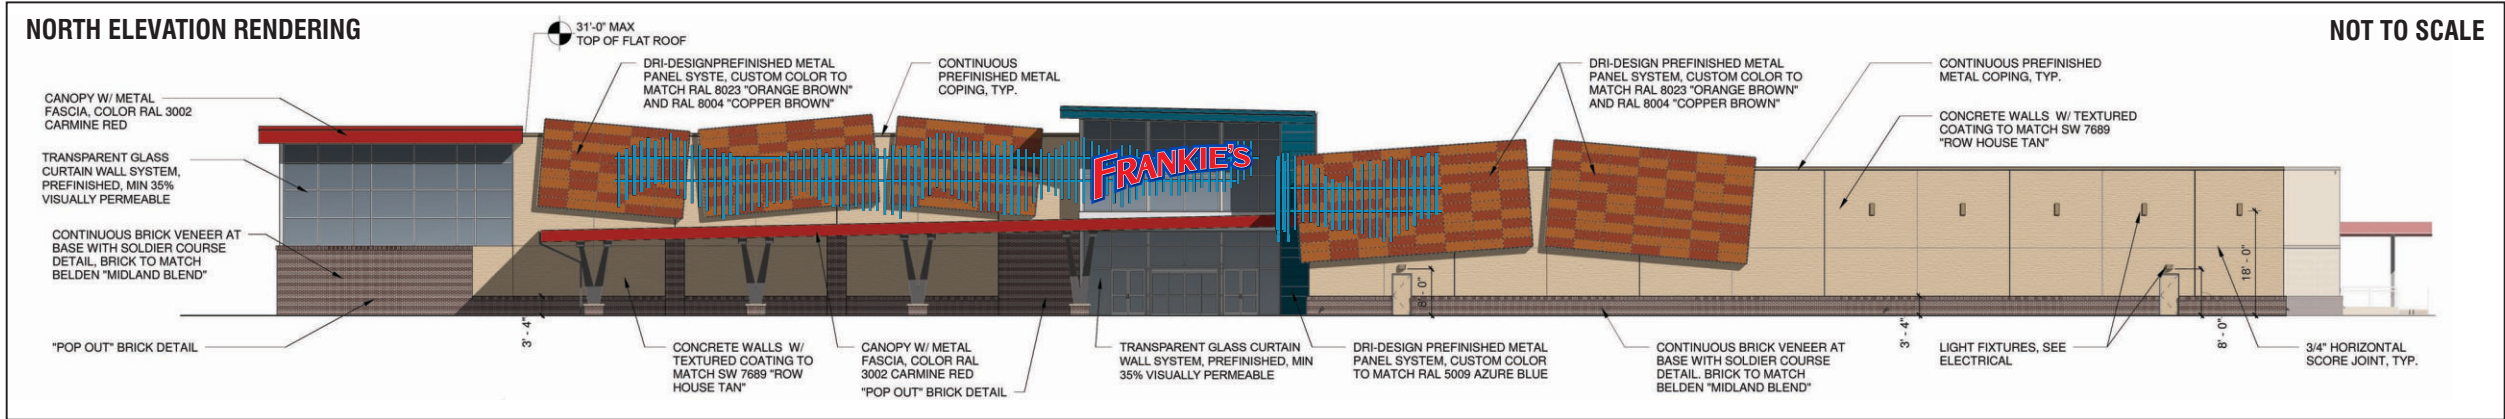 NORTH ELEVATION RENDERING
NOT TO SCALE
31'-0" MAX
TOP OF FLAT ROOF
CANOPY W/ METAL
FASCIA, COLOR RAL 3002
CARMINE RED
DRI-DESIGNPREFINISHED METAL
PANEL SYSTE, CUSTOM COLOR TO
MATCH RAL 8023 "ORANGE BROWN"
AND RAL 8004 "COPPER BROWN"
CONTINUOUS
PREFINISHED METAL
COPING, TYP.
DRI-DESIGN PREFINISHED METAL
PANEL SYSTEM, CUSTOM COLOR TO
MATCH RAL 8023 "ORANGE BROWN"
AND RAL 8004 "COPPER BROWN"
CONTINUOUS PREFINISHED
METAL COPING, TYP.
CONCRETE WALLS W/ TEXTURED
COATING TO MATCH SW 7689
"ROW HOUSE TAN"
TRANSPARENT GLASS
CURTAIN WALL SYSTEM,
PREFINISHED, MIN 35%
VISUALLY PERMEABLE
FRANKIE'S
CONTINUOUS BRICK VENEER AT
BASE WITH SOLDIER COURSE
DETAIL, BRICK TO MATCH
BELDEN "MIDLAND BLEND"
"POP OUT" BRICK DETAIL
3' - 4"
CONCRETE WALLS W/
TEXTURED COATING TO
MATCH SW 7689 "ROW
HOUSE TAN"
CANOPY W/ METAL
FASCIA, COLOR RAL
3002 CARMINE RED
"POP OUT" BRICK DETAIL
TRANSPARENT GLASS CURTAIN
WALL SYSTEM, PREFINISHED, MIN
35% VISUALLY PERMEABLE
DRI-DESIGN PREFINISHED METAL
PANEL SYSTEM, CUSTOM COLOR
TO MATCH RAL 5009 AZURE BLUE
8' - 0"
CONTINUOUS BRICK VENEER AT
BASE WITH SOLDIER COURSE
DETAIL. BRICK TO MATCH
BELDEN "MIDLAND BLEND"
3' - 4"
LIGHT FIXTURES, SEE
ELECTRICAL
8' - 0"
18' - 0"
3/4" HORIZONTAL
SCORE JOINT, TYP.